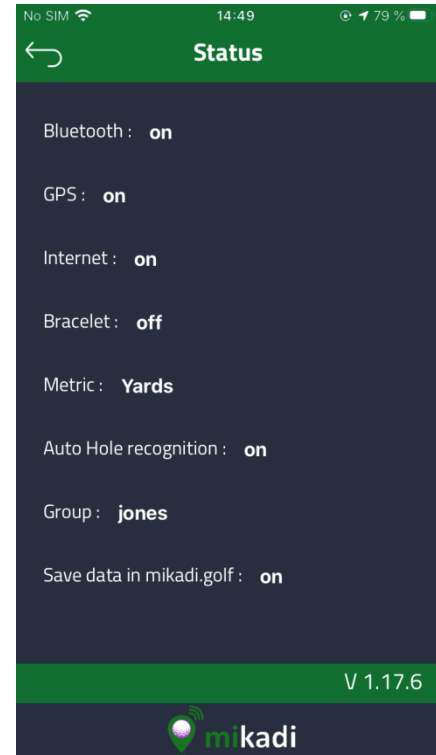 No SIM 14:49 79 %
Status
Bluetooth : on
GPS : on
Internet : on
Bracelet : off
Metric : Yards
Auto Hole recognition : on
Group : jones
Save data in mikadi.golf : on
V 1.17.6
mikadi